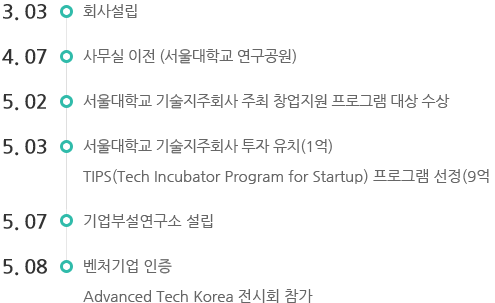 3. 03 회사설립
4. 07 사무실 이전 (서울대학교 연구공원)
5. 02 서울대학교 기술지주회사 주최 창업지원 프로그램 대상 수상
5. 03 서울대학교 기술지주회사 투자 유치(1억)
TIPS(Tech Incubator Program for Startup) 프로그램 선정(9억
5. 07 기업부설연구소 설립
5. 08 벤처기업 인증
Advanced Tech Korea 전시회 참가